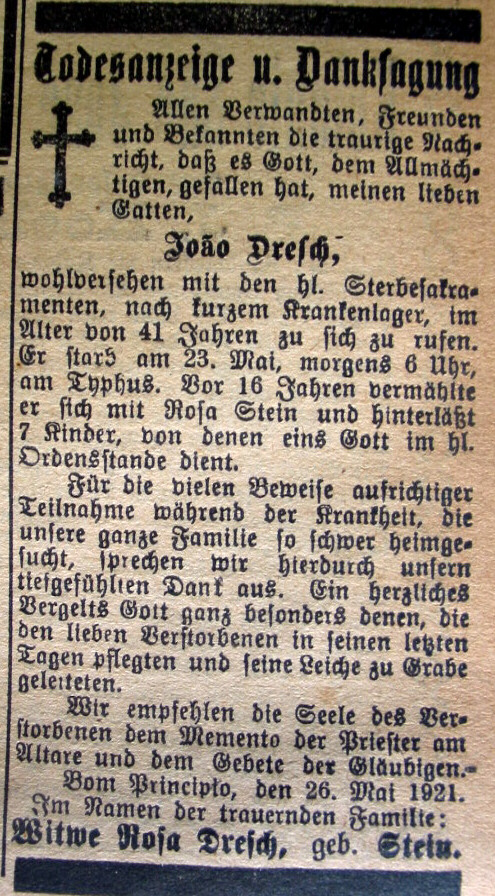 Todesanzeige u. Danksagung
Allen Verwandten, Freunden
und Bekannten die traurige Nach-
richt, daß es Gott, dem Allmäch-
tigen, gefallen hat, meinen lieben
Gatten,
João Dresch,
wohlversehen mit den hl. Sterbesakra-
menten, nach kurzem Krankenlager, im
Alter von 41 Jahren zu sich zu rufen.
Er starb am 23. Mai, morgens 6 Uhr,
am Typhus. Vor 16 Jahren vermählte
er sich mit Rosa Stein und hinterläßt
7 Kinder, von denen eins Gott im hl.
Ordensstande dient.
Für die vielen Beweise aufrichtiger
Teilnahme während der Krankheit, die
unsere ganze Familie so schwer heimge-
sucht, sprechen wir hierdurch unsern
tiefgefühlten Dank aus. Ein herzliches
Vergelts Gott ganz besonders denen, die
den lieben Verstorbenen in seinen letzten
Tagen pflegten und seine Leiche zu Grabe
geleiteten.
Wir empfehlen die Seele des Ver-
storbenen dem Memento der Priester am
Altare und dem Gebete der Gläubigen.-
Bom Principio, den 26. Mai 1921.
Im Namen der trauernden Familie:
Witwe Rosa Dresch, geb. Stein.